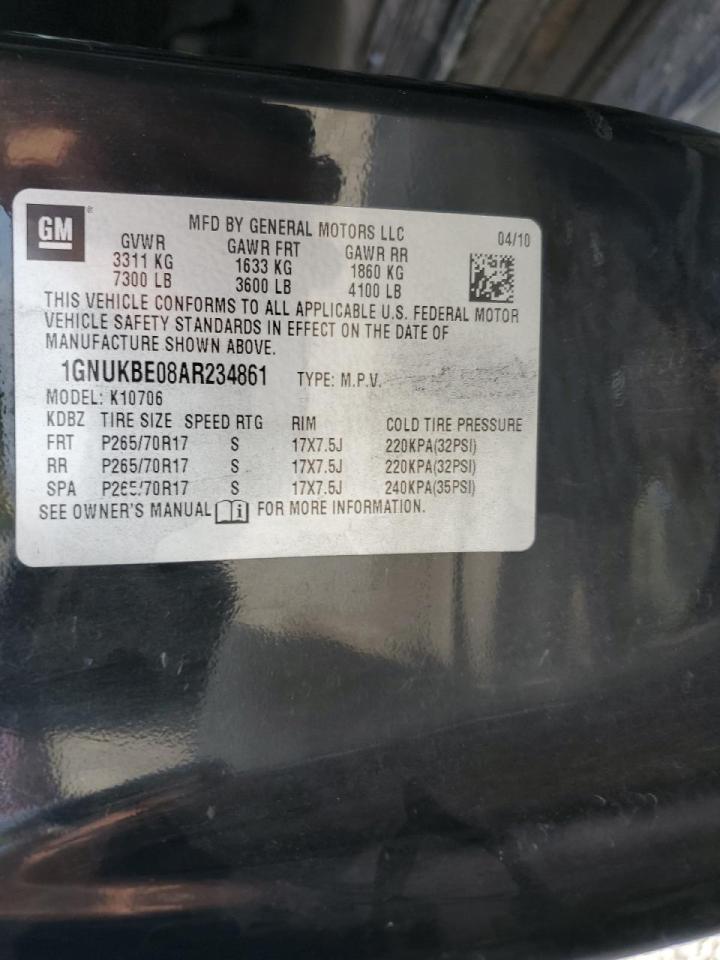 GM®
MFD BY GENERAL MOTORS LLC 04/10
GVWR GAWR FRT GAWR RR
3311 KG 1633 KG 1860 KG
7300 LB 3600 LB 4100 LB
THIS VEHICLE CONFORMS TO ALL APPLICABLE U.S. FEDERAL MOTOR
VEHICLE SAFETY STANDARDS IN EFFECT ON THE DATE OF
MANUFACTURE SHOWN ABOVE.
1GNUKBE08AR234861 TYPE: M.P.V.
MODEL: K10706
KDBZ TIRE SIZE SPEED RTG RIM COLD TIRE PRESSURE
FRT P265/70R17 S 17X7.5J 220KPA(32PSI)
RR P265/70R17 S 17X7.5J 220KPA(32PSI)
SPA P265/70R17 S 17X7.5J 240KPA(35PSI)
SEE OWNER'S MANUAL i FOR MORE INFORMATION.